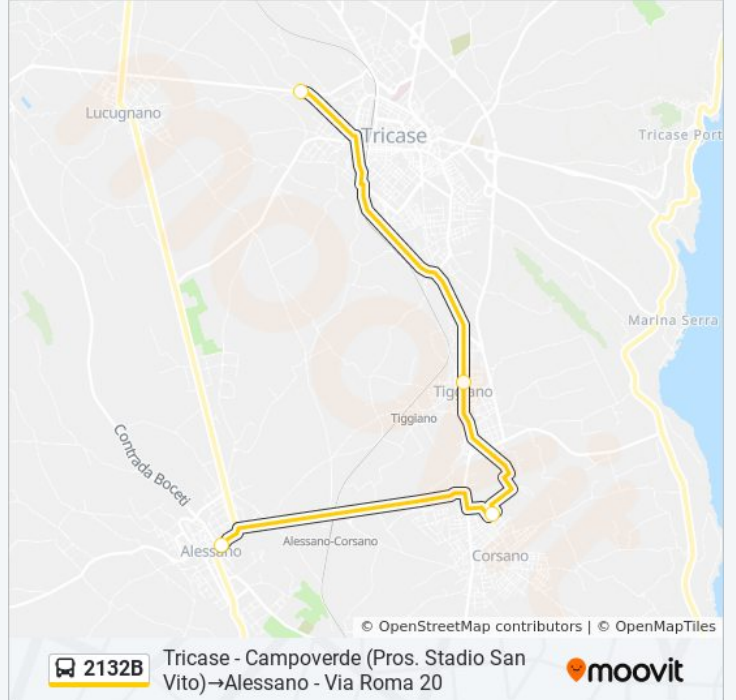 Lucugnano
Tricase
Tricase Port
Marina Serra
Tiggiano
Tiggiano
Contrada Boceti
Alessano
Alessano-Corsano
Corsano
© OpenStreetMap contributors | © OpenMapTiles
2132B
Tricase - Campoverde (Pros. Stadio San
Vito)→Alessano - Via Roma 20
moovit